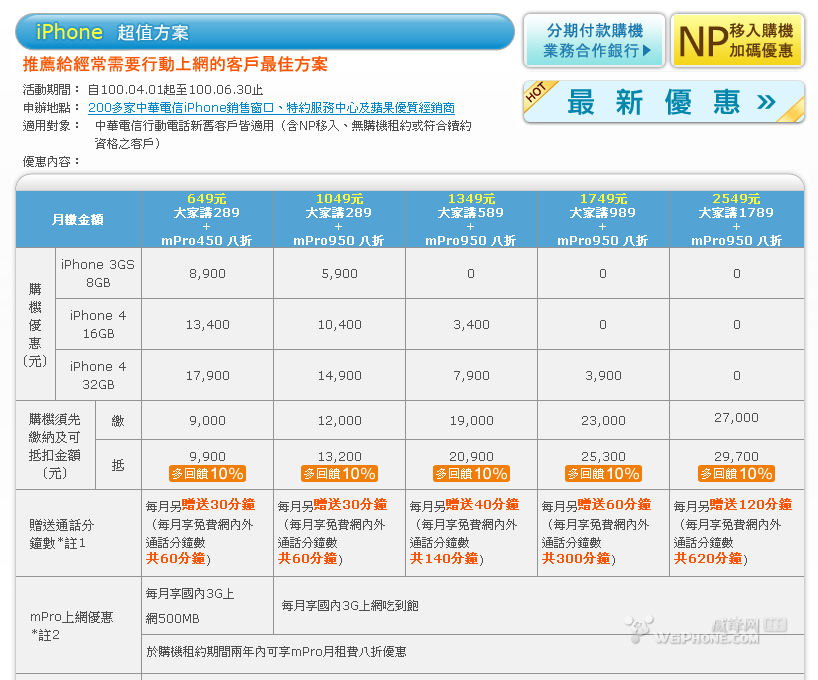 iPhone 超值方案
分期付款購機
業務合作銀行
NP 移入購機
加碼優惠
推薦給經常需要行動上網的客戶最佳方案
活動期間： 自100.04.01起至100.06.30止
申辦地點： 200多家中華電信iPhone銷售窗口、特約服務中心及蘋果優質經銷商
適用對象： 中華電信行動電話新舊客戶皆適用（含NP移入、無購機租約或符合續約
資格之客戶）
優惠內容：
HOT
最新優惠 »
月繳金額
649元
大家講289
+
mPro450 八折
1049元
大家講289
+
mPro950 八折
1349元
大家講589
+
mPro950 八折
1749元
大家講989
+
mPro950 八折
2549元
大家講1789
+
mPro950 八折
購
機
優
惠
（元）
iPhone 3GS
8GB
8,900 5,900 0 0 0
iPhone 4
16GB
13,400 10,400 3,400 0 0
iPhone 4
32GB
17,900 14,900 7,900 3,900 0
購機須先
繳納及可
抵扣金額
（元）
繳 9,000 12,000 19,000 23,000 27,000
抵 9,900 13,200 20,900 25,300 29,700
多回饋10% 多回饋10% 多回饋10% 多回饋10% 多回饋10%
贈送通話分
鐘數*註1
每月另贈送30分鐘
（每月享免費網內外
通話分鐘數
共60分鐘）
每月另贈送30分鐘
（每月享免費網內外
通話分鐘數
共60分鐘）
每月另贈送40分鐘
（每月享免費網內外
通話分鐘數
共140分鐘）
每月另贈送60分鐘
（每月享免費網內外
通話分鐘數
共300分鐘）
每月另贈送120分鐘
（每月享免費網內外
通話分鐘數
共620分鐘）
mPro上網優惠
*註2
每月享國內3G上
網500MB
每月享國內3G上網吃到飽
於購機租約期間兩年內可享mPro月租費八折優惠
威锋网
WEIPHONE.COM